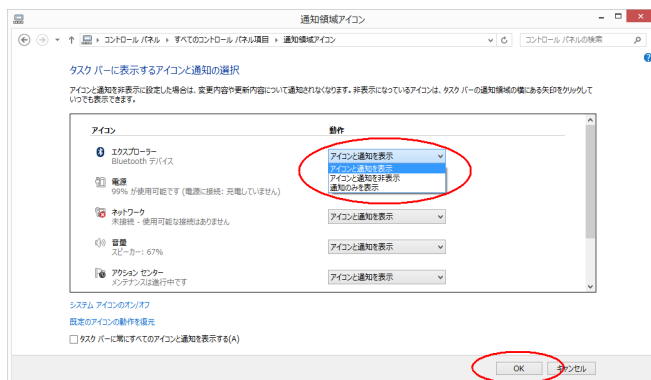 通知領域アイコン
コントロール パネル ▸ すべてのコントロール パネル項目 ▸ 通知領域アイコン
コントロール パネルの検索
タスク バーに表示するアイコンと通知の選択
アイコンと通知を非表示に設定した場合は、変更内容や更新内容について通知されなくなります。非表示になっているアイコンは、タスク バーの通知領域の横にある矢印をクリックして
いつでも表示できます。
アイコン 動作
エクスプローラー
Bluetooth デバイス
アイコンと通知を表示
アイコンと通知を表示
アイコンと通知を非表示
通知のみを表示
電源
99% が使用可能です (電源に接続: 充電していません)
ネットワーク
未接続 - 使用可能な接続はありません
アイコンと通知を表示
音量
スピーカー: 67%
アイコンと通知を表示
アクション センター
メンテナンスは進行中です
アイコンと通知を表示
システム アイコンのオン/オフ
既定のアイコンの動作を復元
タスク バーに常にすべてのアイコンと通知を表示する(A)
OK キャンセル